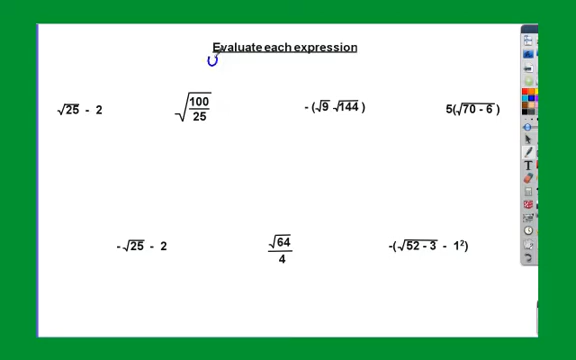 Evaluate each expression
√25 - 2
√(100/25)
-(√9 √144)
5(√(70 - 6))
-√25 - 2
√64/4
-(√(52 - 3) - 1²)